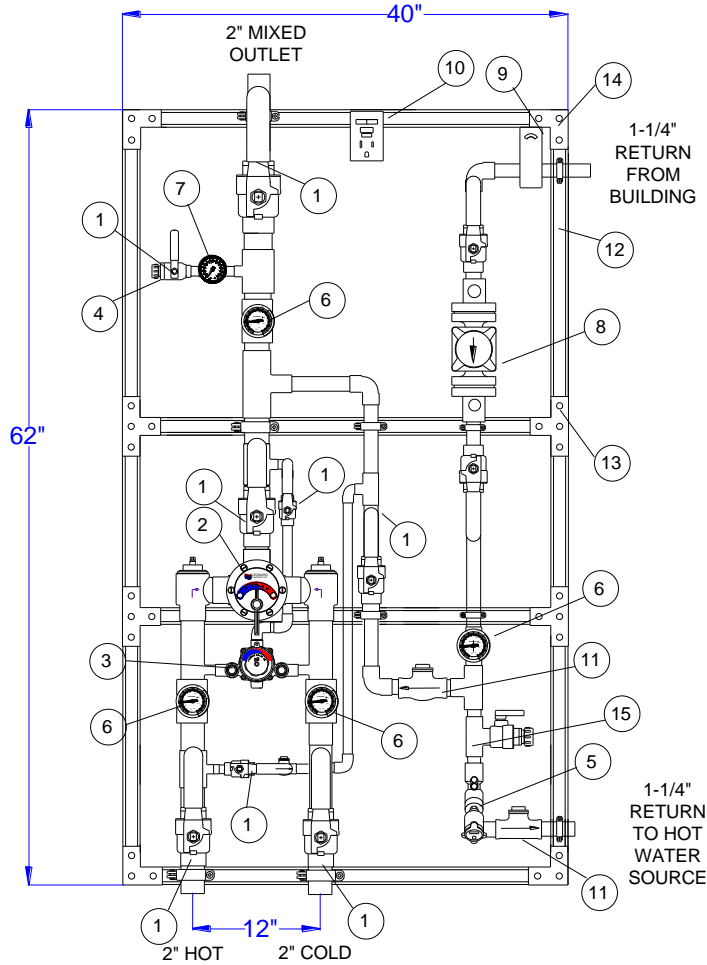 40"
2" MIXED
OUTLET
10
9
14
1-1/4"
RETURN
FROM
BUILDING
1
7
1
12
4
6
8
62"
13
1
1
2
1
6
3
11
6
6
15
5
1-1/4"
RETURN
TO HOT
WATER
SOURCE
1
11
1
12"
1
2" HOT
2" COLD